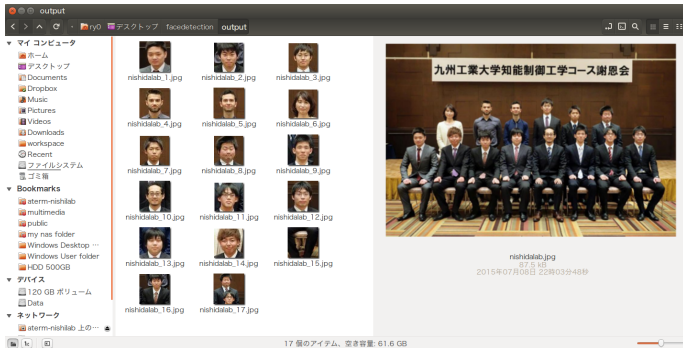 ry0 デスクトップ facedetection output
マイ コンピュータ
ホーム
デスクトップ
Documents
Dropbox
Music
Pictures
Videos
Downloads
workspace
Recent
ファイルシステム
ゴミ箱
Bookmarks
aterm-nishilab
multimedia
public
my nas folder
Windows Desktop …
Windows User folder
HDD 500GB
デバイス
120 GB ボリューム
Data
ネットワーク
aterm-nishilab 上の…
nishidalab_1.jpg nishidalab_2.jpg nishidalab_3.jpg
nishidalab_4.jpg nishidalab_5.jpg nishidalab_6.jpg
nishidalab_7.jpg nishidalab_8.jpg nishidalab_9.jpg
nishidalab_10.jpg nishidalab_11.jpg nishidalab_12.jpg
nishidalab_13.jpg nishidalab_14.jpg nishidalab_15.jpg
nishidalab_16.jpg nishidalab_17.jpg
九州工業大学知能制御工学コース謝恩会
nishidalab.jpg
87.5 kB
2015年07月08日 22時03分48秒
17 個のアイテム、空き容量: 61.6 GB